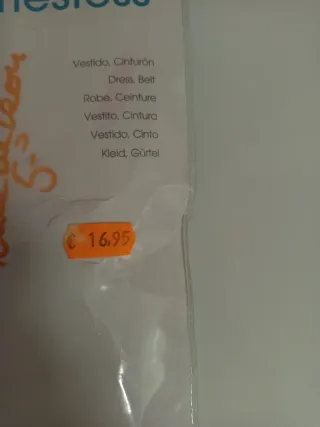 Vestido, Cinturón
Dress, Belt
Robe, Ceinture
Vestito, Cintura
Vestido, Cinto
Kleid, Gürtel
€ 16,95